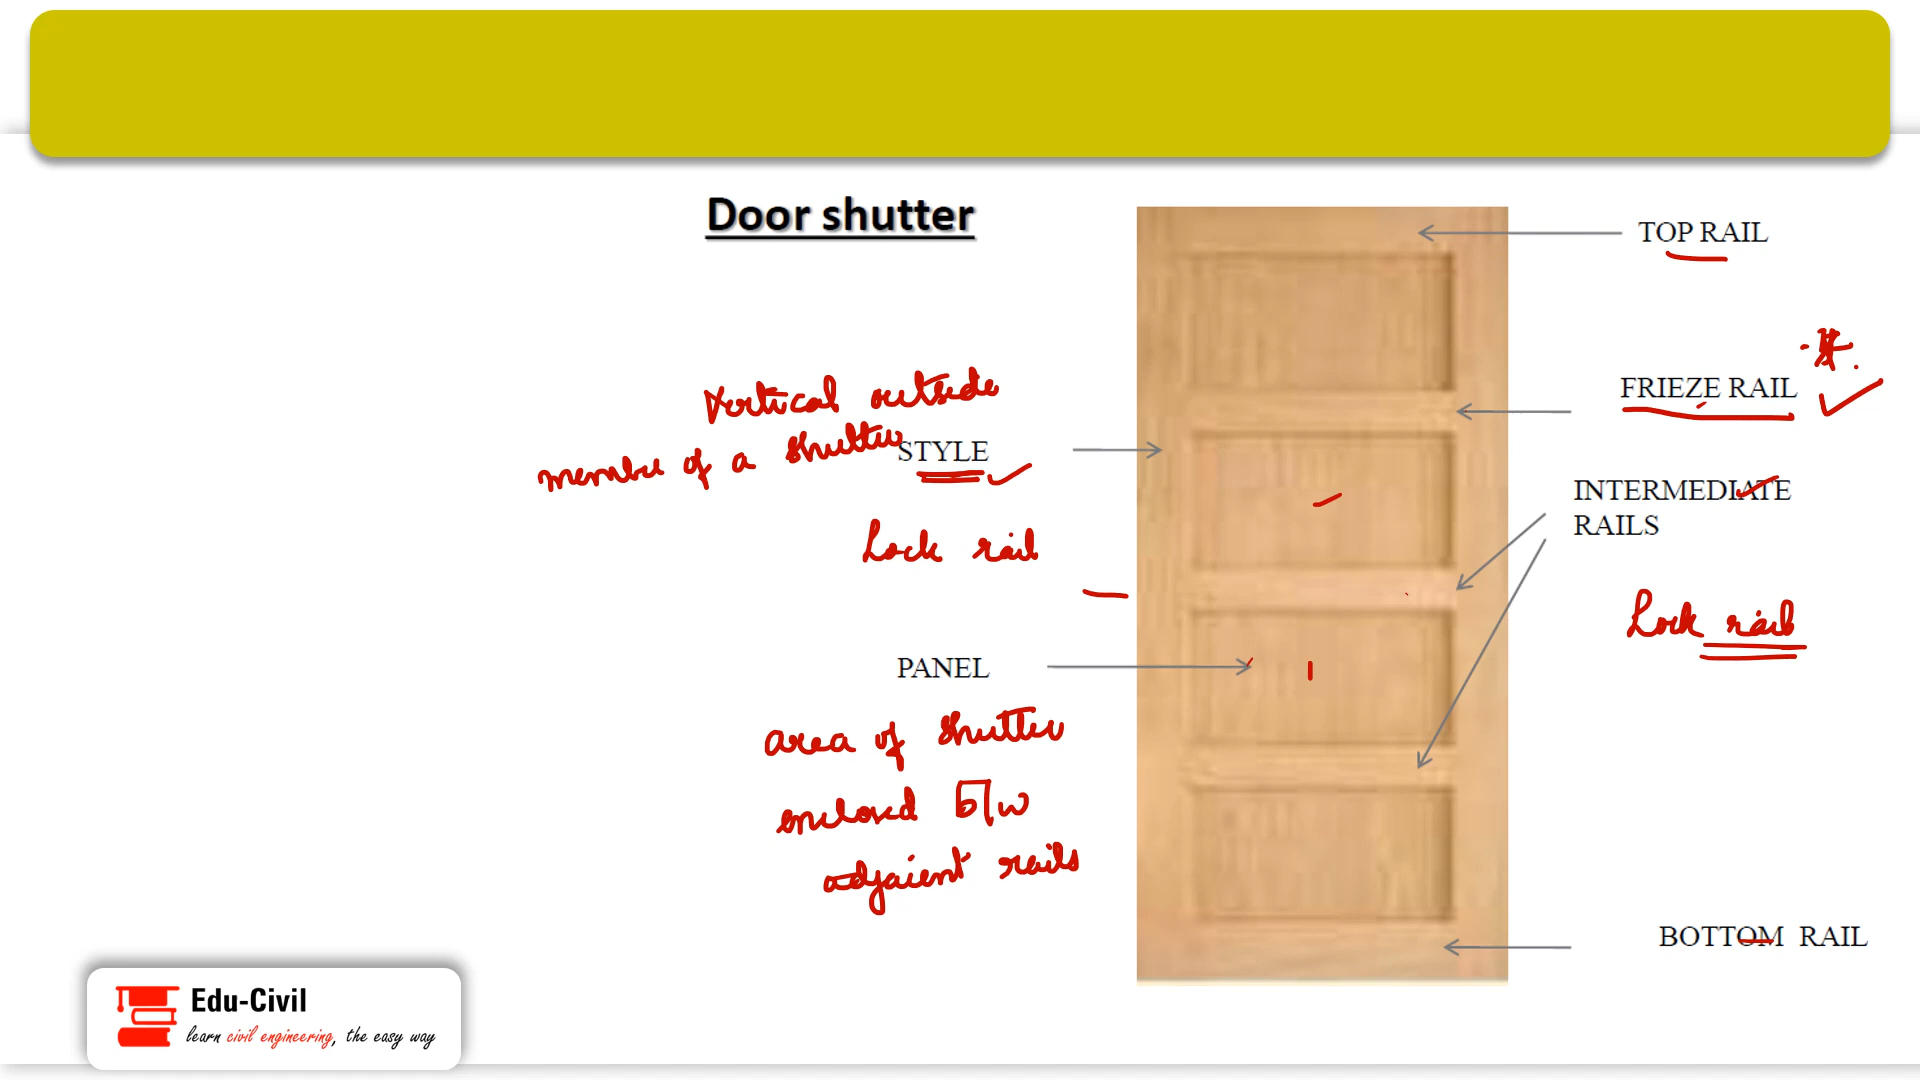 Door shutter
TOP RAIL
FRIEZE RAIL
Vertical outside
member of a shutter
STYLE
INTERMEDIATE
RAILS
Lock rail
Lock rail
PANEL
area of shutter
enclosed b/w
adjaient rails
BOTTOM RAIL
Edu-Civil
learn civil engineering, the easy way